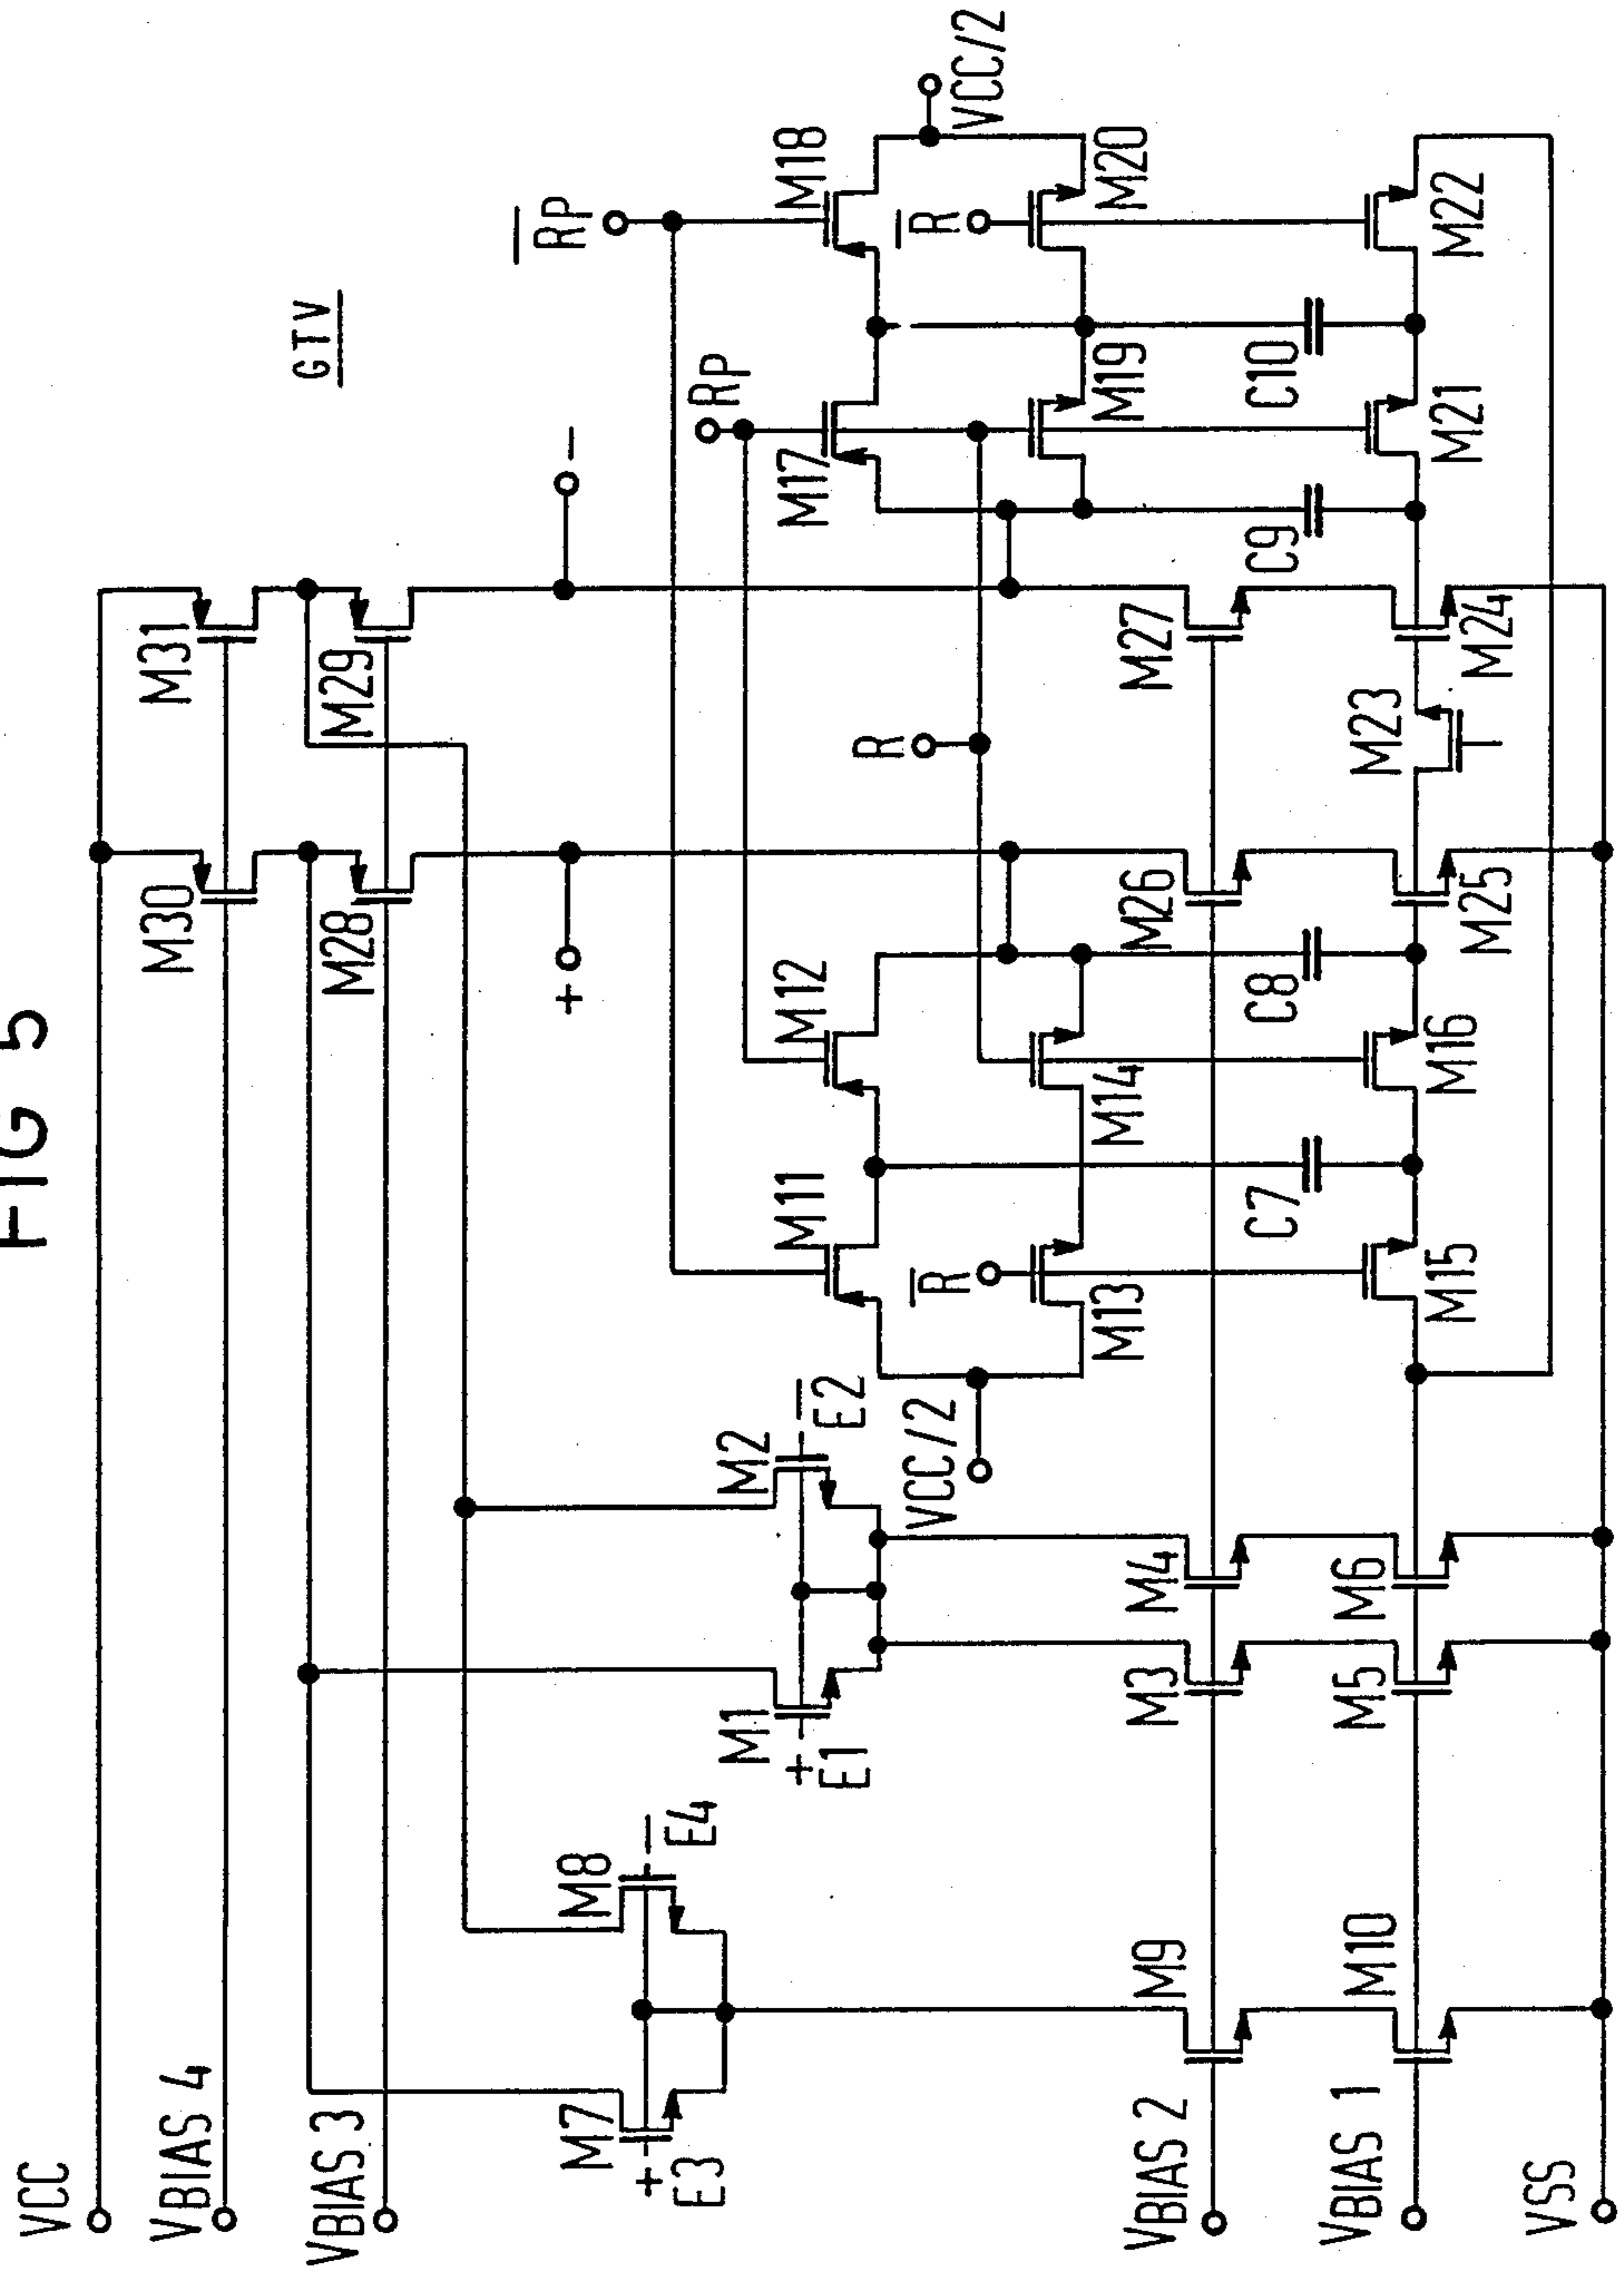 FIG 5
VCC
VBIAS 4
VBIAS 3
VBIAS 2
VBIAS 1
VSS
GTV
M30
M31
M28
M29
+
−
R̅P
RP
M7
M8
+
E3
−
E4
M1
M2
+
E1
−
E2
M11
M12
M17
M18
VCC/2
VCC/2
R̅
R
R̅
M13
M14
M19
M20
M9
M3
M4
M26
M27
C7
C8
C9
C10
M10
M5
M6
M15
M16
M25
M23
M24
M21
M22